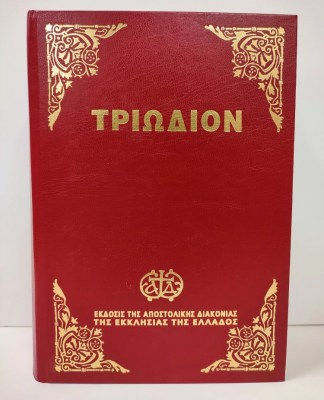 ΤΡΙΩΔΙΟΝ
ΕΚΔΟΣΙΣ ΤΗΣ ΑΠΟΣΤΟΛΙΚΗΣ ΔΙΑΚΟΝΙΑΣ
ΤΗΣ ΕΚΚΛΗΣΙΑΣ ΤΗΣ ΕΛΛΑΔΟΣ